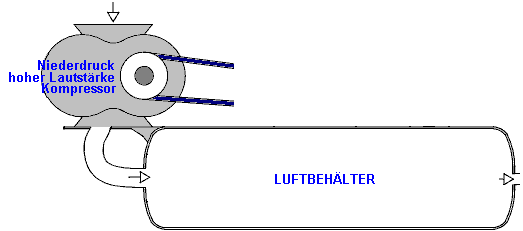 Niederdruck
hoher Lautstärke
Kompressor
LUFTBEHÄLTER